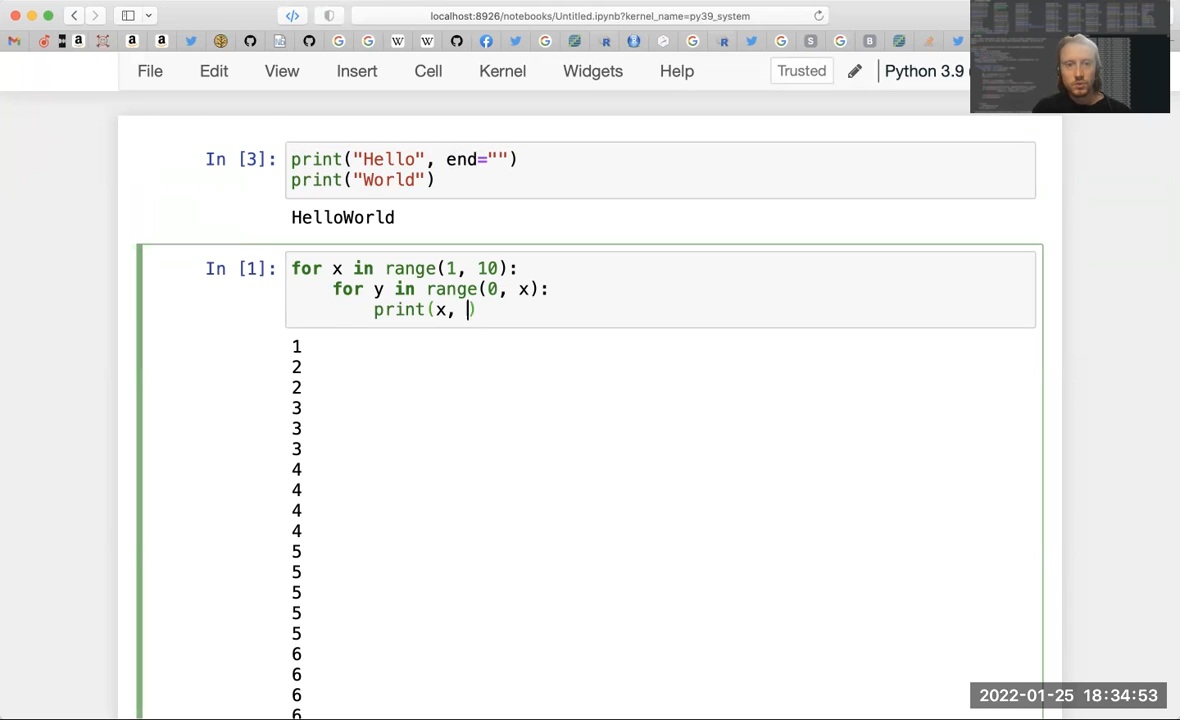 localhost:8926/notebooks/Untitled.ipynb?kernel_name=py39_system
File Edit View Insert Cell Kernel Widgets Help Trusted Python 3.9
In [3]: print("Hello", end="")
print("World")
HelloWorld
In [1]: for x in range(1, 10):
for y in range(0, x):
print(x, )
1
2
2
3
3
3
4
4
4
4
5
5
5
5
5
6
6
6
6
2022-01-25 18:34:53